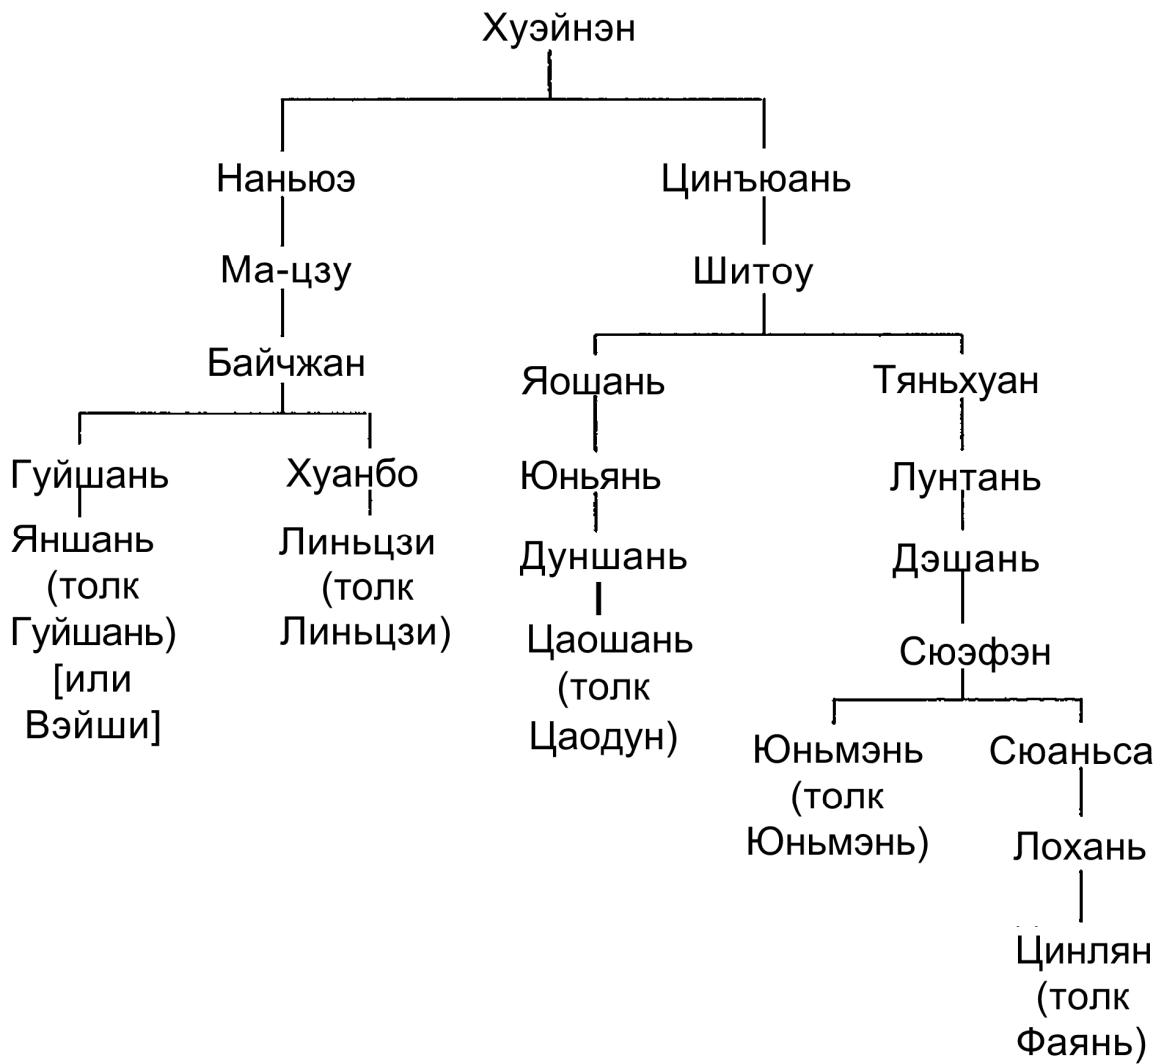 Хуэйнэн
Наньюэ
Цинъюань
Ма-цзу
Шитоу
Байчжан
Яошань
Тяньхуан
Гуйшань
Хуанбо
Юньянь
Лунтань
Яншань
(толк
Гуйшань)
[или
Вэйши]
Линьцзи
(толк
Линьцзи)
Дуншань
Дэшань
Цаошань
(толк
Цаодун)
Сюэфэн
Юньмэнь
(толк
Юньмэнь)
Сюаньса
Лохань
Цинлян
(толк
Фаянь)